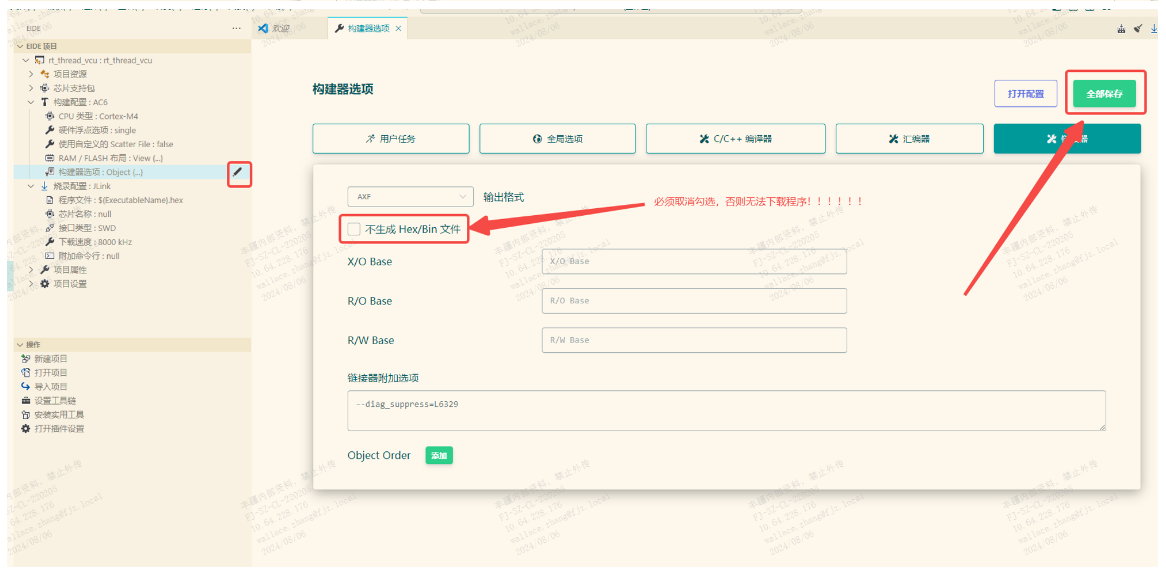 EIDE
···
欢迎
构建器选项 ×
EIDE 项目
rt_thread_vcu : rt_thread_vcu
项目资源
芯片支持包
构建配置 : AC6
CPU 类型 : Cortex-M4
硬件浮点选项 : single
使用自定义的 Scatter File : false
RAM / FLASH 布局 : View (...)
构建器选项 : Object (...)
烧录配置 : JLink
程序文件 : ${ExecutableName}.hex
芯片名称 : null
接口类型 : SWD
下载速度 : 8000 kHz
附加命令行 : null
项目属性
项目设置
操作
新建项目
打开项目
导入项目
设置工具链
安装实用工具
打开插件设置
构建器选项
打开配置
全部保存
用户任务
全局选项
C/C++ 编译器
汇编器
AXF
输出格式
必须取消勾选，否则无法下载程序！！！！！！
不生成 Hex/Bin 文件
X/O Base
X/O Base
R/O Base
R/O Base
R/W Base
R/W Base
链接器附加选项
--diag_suppress=L6329
Object Order
添加